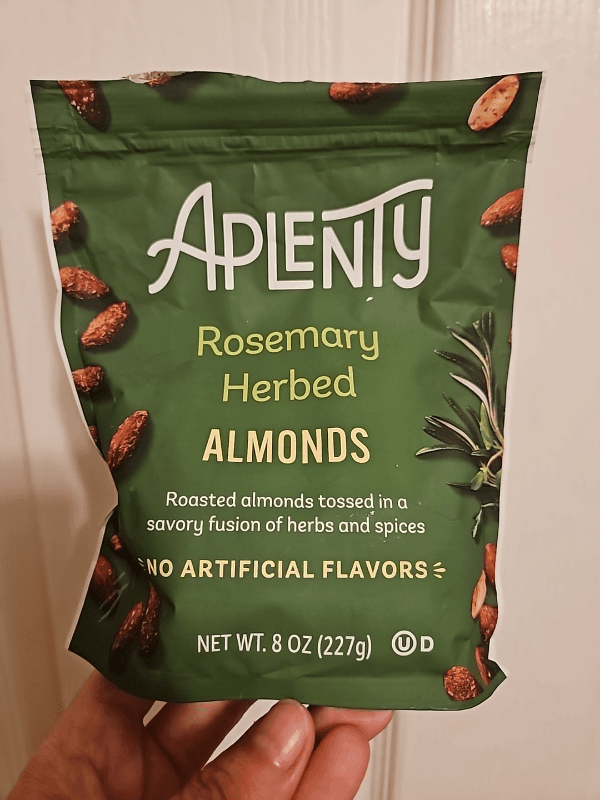 APLENTY
Rosemary
Herbed
ALMONDS
Roasted almonds tossed in a
savory fusion of herbs and spices
NO ARTIFICIAL FLAVORS
NET WT. 8 OZ (227g) Ⓤ D